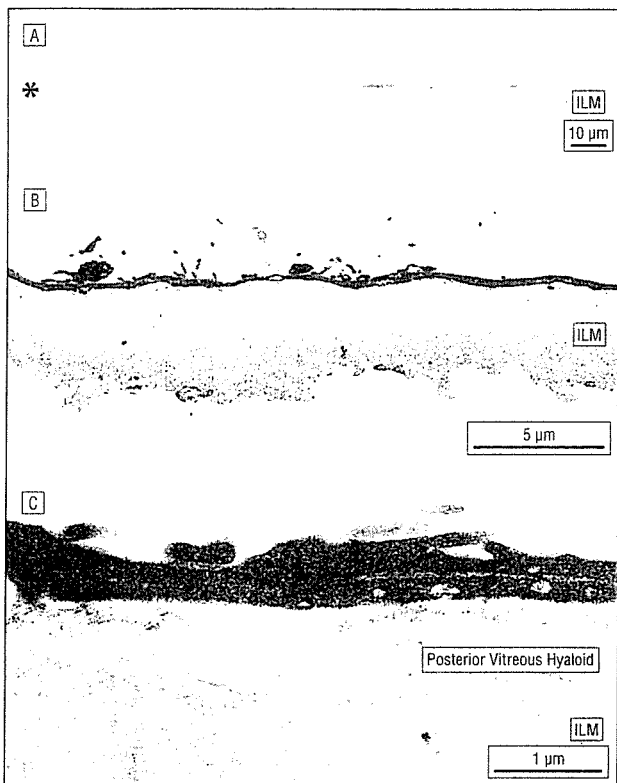 A
*
ILM
10 µm
B
ILM
5 µm
C
Posterior Vitreous Hyaloid
ILM
1 µm